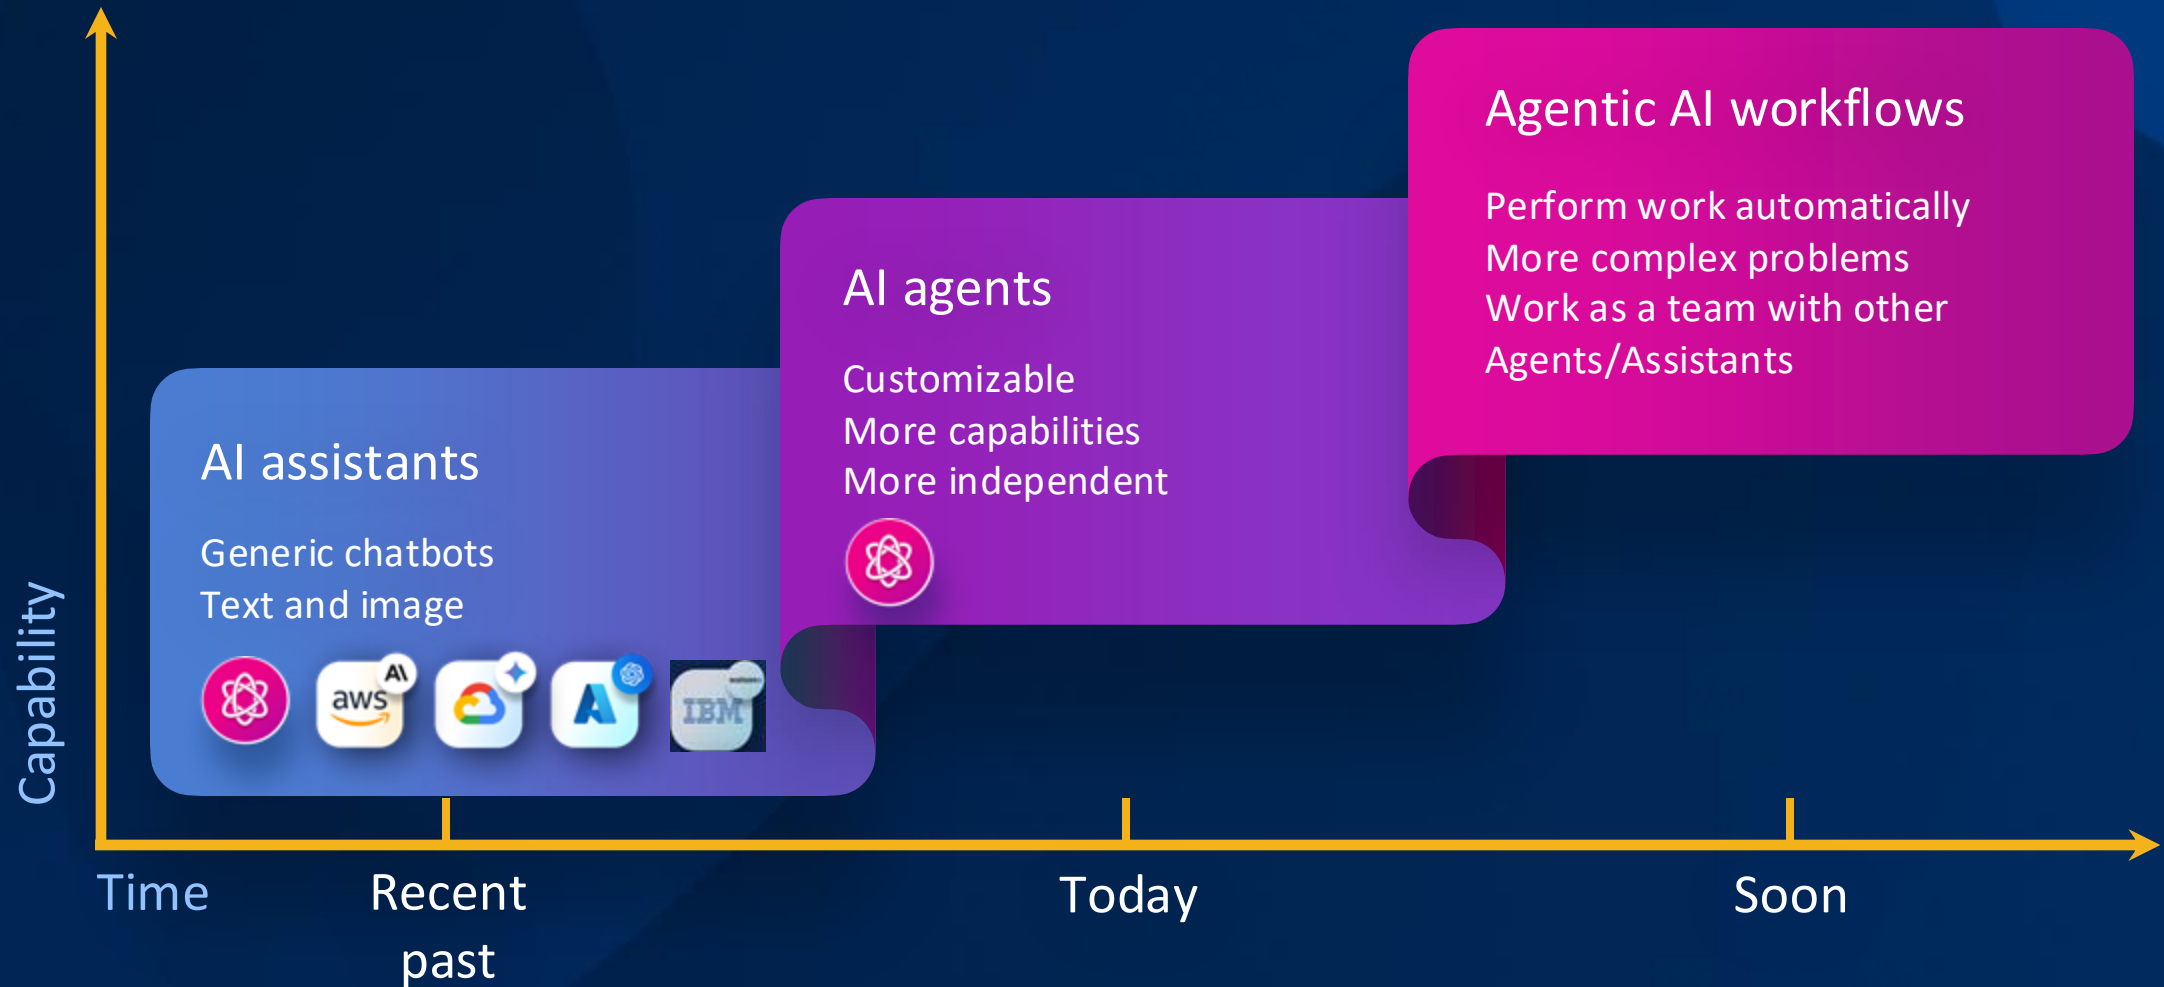 Agentic AI workflows
Perform work automatically
More complex problems
Work as a team with other
Agents/Assistants
AI agents
Customizable
More capabilities
More independent
AI assistants
Generic chatbots
Text and image
AI
aws
IBM
Capability
Time
Recent
past
Today
Soon